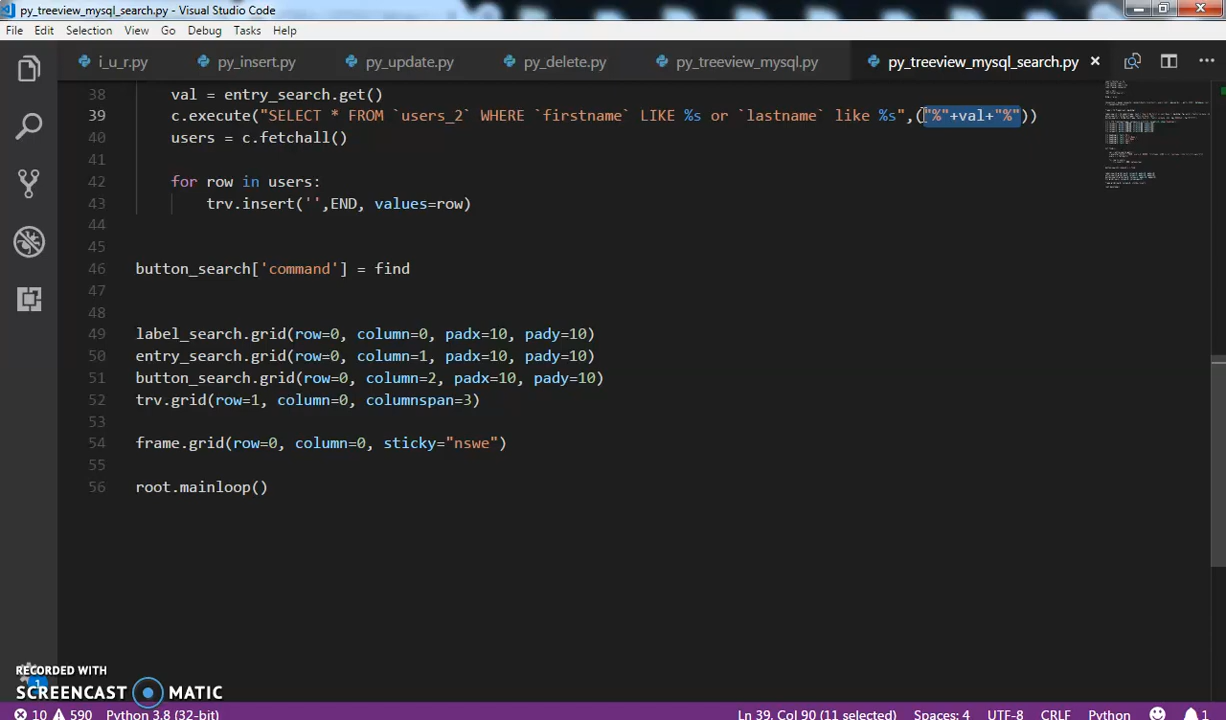 py_treeview_mysql_search.py - Visual Studio Code
File Edit Selection View Go Debug Tasks Help
i_u_r.py py_insert.py py_update.py py_delete.py py_treeview_mysql.py py_treeview_mysql_search.py
38 val = entry_search.get()
39 c.execute("SELECT * FROM `users_2` WHERE `firstname` LIKE %s or `lastname` like %s",("%"+val+"%"))
40 users = c.fetchall()
41
42 for row in users:
43 trv.insert('',END, values=row)
44
45
46 button_search['command'] = find
47
48
49 label_search.grid(row=0, column=0, padx=10, pady=10)
50 entry_search.grid(row=0, column=1, padx=10, pady=10)
51 button_search.grid(row=0, column=2, padx=10, pady=10)
52 trv.grid(row=1, column=0, columnspan=3)
53
54 frame.grid(row=0, column=0, sticky="nswe")
55
56 root.mainloop()
1
RECORDED WITH
SCREENCAST MATIC
10 590 Python 3.8 (32-bit) Ln 39, Col 90 (11 selected) Spaces: 4 UTF-8 CRLF Python 1